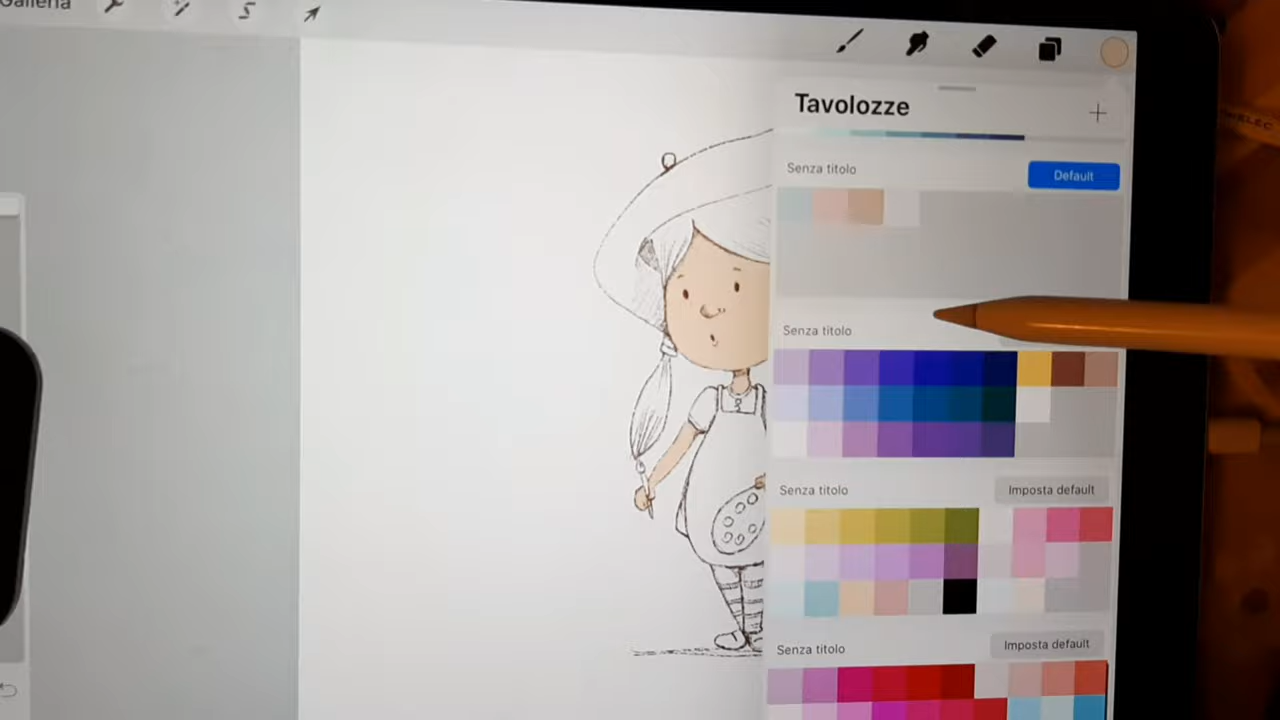 Galleria
Tavolozze
Senza titolo
Default
Senza titolo
Senza titolo
Imposta default
Senza titolo
Imposta default